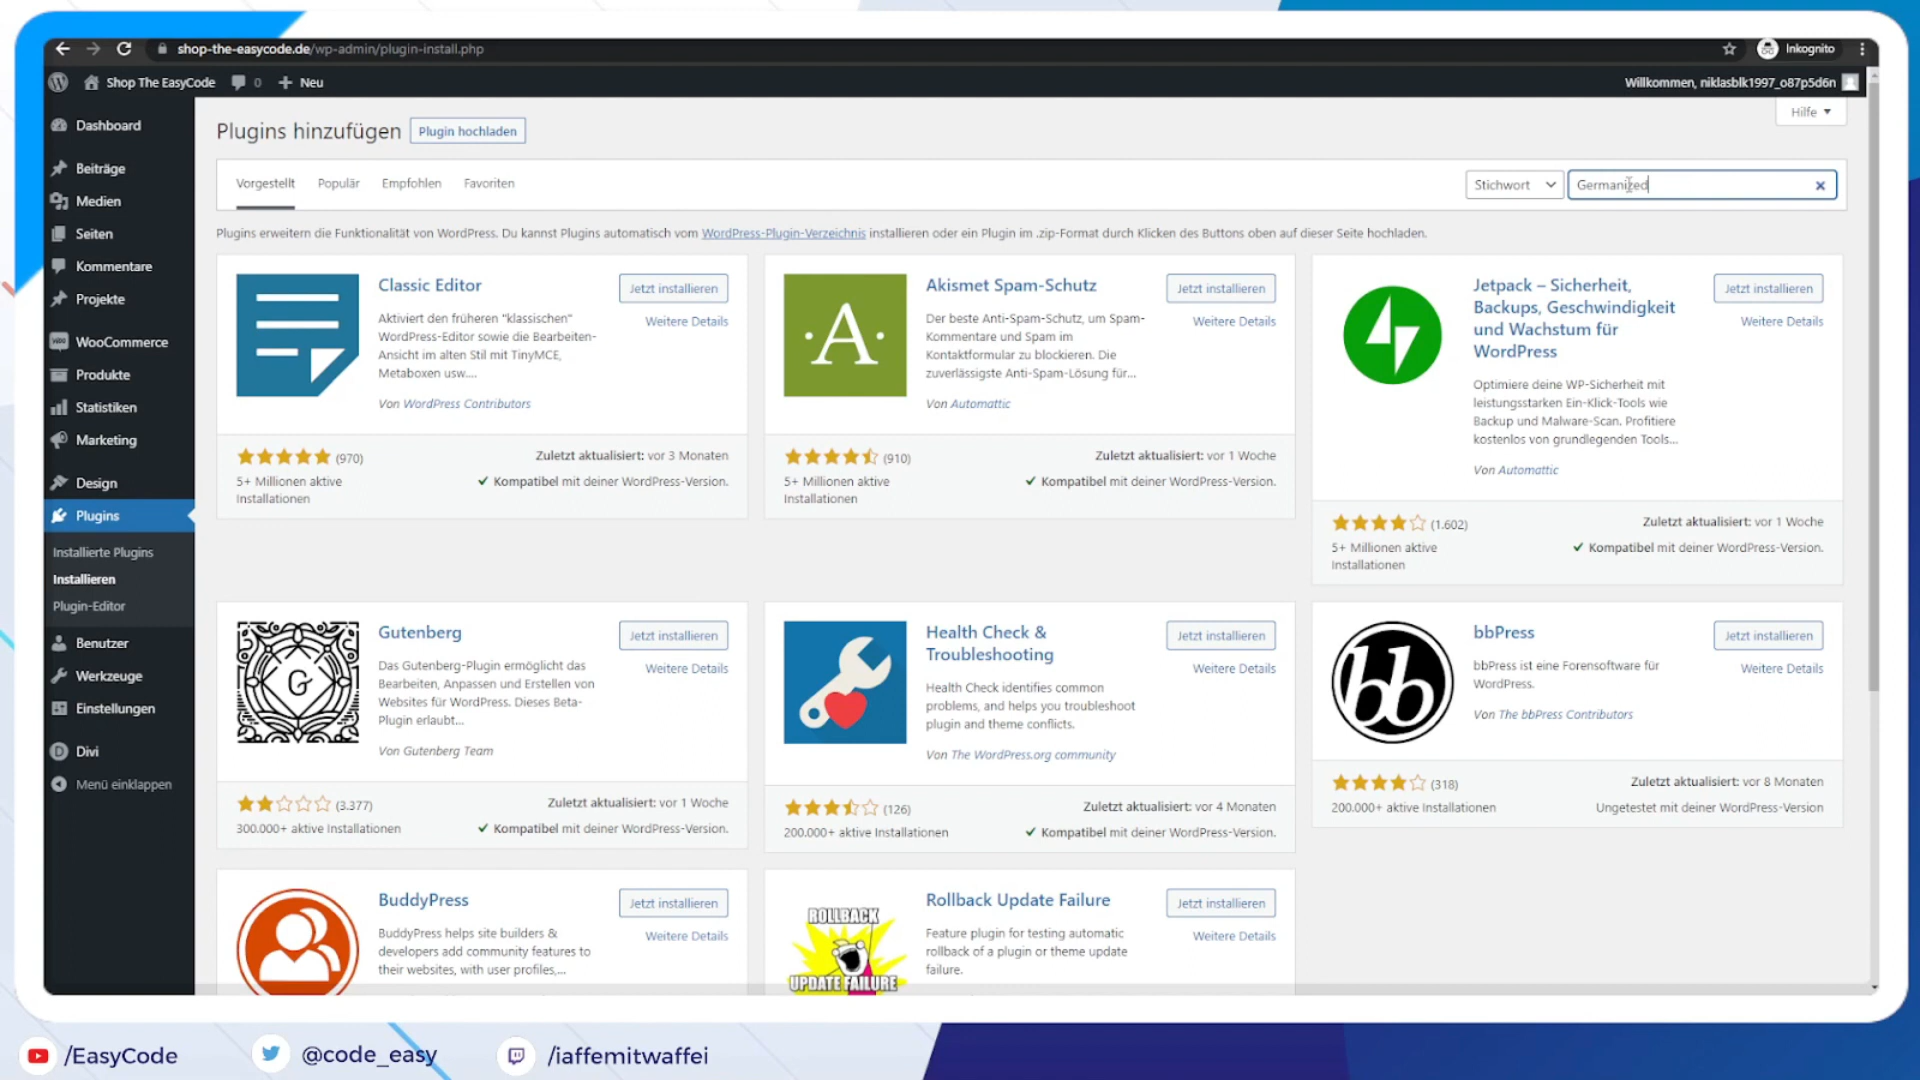 shop-the-easycode.de/wp-admin/plugin-install.php
Inkognito
Shop The EasyCode
0
Neu
Willkommen, niklasblk1997_o87p5d6n
Dashboard
Beiträge
Medien
Seiten
Kommentare
Projekte
WooCommerce
Produkte
Statistiken
Marketing
Design
Plugins
Installierte Plugins
Installieren
Plugin-Editor
Benutzer
Werkzeuge
Einstellungen
Divi
Menü einklappen
Hilfe
Plugins hinzufügen
Plugin hochladen
Vorgestellt
Populär
Empfohlen
Favoriten
Stichwort
Germanized
Plugins erweitern die Funktionalität von WordPress. Du kannst Plugins automatisch vom WordPress-Plugin-Verzeichnis installieren oder ein Plugin im .zip-Format durch Klicken des Buttons oben auf dieser Seite hochladen.
Classic Editor
Jetzt installieren
Weitere Details
Aktiviert den früheren "klassischen"
WordPress-Editor sowie die Bearbeiten-
Ansicht im alten Stil mit TinyMCE,
Metaboxen usw....
Von WordPress Contributors
(970)
Zuletzt aktualisiert: vor 3 Monaten
5+ Millionen aktive
Installationen
Kompatibel mit deiner WordPress-Version.
·A·
Akismet Spam-Schutz
Jetzt installieren
Weitere Details
Der beste Anti-Spam-Schutz, um Spam-
Kommentare und Spam im
Kontaktformular zu blockieren. Die
zuverlässigste Anti-Spam-Lösung für...
Von Automattic
(910)
Zuletzt aktualisiert: vor 1 Woche
5+ Millionen aktive
Installationen
Kompatibel mit deiner WordPress-Version.
Jetpack – Sicherheit,
Backups, Geschwindigkeit
und Wachstum für
WordPress
Jetzt installieren
Weitere Details
Optimiere deine WP-Sicherheit mit
leistungsstarken Ein-Klick-Tools wie
Backup und Malware-Scan. Profitiere
kostenlos von grundlegenden Tools...
Von Automattic
(1.602)
Zuletzt aktualisiert: vor 1 Woche
5+ Millionen aktive
Installationen
Kompatibel mit deiner WordPress-Version.
G
Gutenberg
Jetzt installieren
Weitere Details
Das Gutenberg-Plugin ermöglicht das
Bearbeiten, Anpassen und Erstellen von
Websites für WordPress. Dieses Beta-
Plugin erlaubt...
Von Gutenberg Team
(3.377)
Zuletzt aktualisiert: vor 1 Woche
300.000+ aktive Installationen
Kompatibel mit deiner WordPress-Version.
Health Check &
Troubleshooting
Jetzt installieren
Weitere Details
Health Check identifies common
problems, and helps you troubleshoot
plugin and theme conflicts.
Von The WordPress.org community
(126)
Zuletzt aktualisiert: vor 4 Monaten
200.000+ aktive Installationen
Kompatibel mit deiner WordPress-Version.
bb
bbPress
Jetzt installieren
Weitere Details
bbPress ist eine Forensoftware für
WordPress.
Von The bbPress Contributors
(318)
Zuletzt aktualisiert: vor 8 Monaten
200.000+ aktive Installationen
Ungetestet mit deiner WordPress-Version
BuddyPress
Jetzt installieren
Weitere Details
BuddyPress helps site builders &
developers add community features to
their websites, with user profiles,...
ROLLBACK
UPDATE FAILURE
Rollback Update Failure
Jetzt installieren
Weitere Details
Feature plugin for testing automatic
rollback of a plugin or theme update
failure.
/EasyCode
@code_easy
/iaffemitwaffei